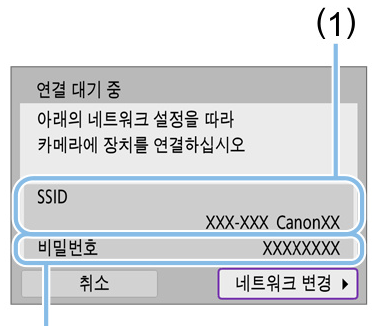 (1)
연결 대기 중
아래의 네트워크 설정을 따라
카메라에 장치를 연결하십시오
SSID
XXX-XXX CanonXX
비밀번호 XXXXXXXX
취소 네트워크 변경